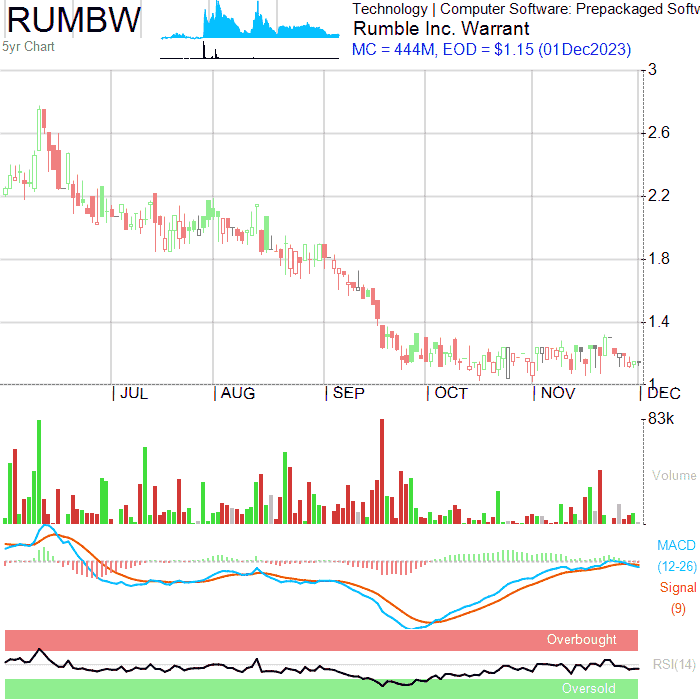 RUMBW
5yr Chart
Technology | Computer Software: Prepackaged Softw
Rumble Inc. Warrant
MC = 444M, EOD = $1.15 (01Dec2023)
3
2.6
2.2
1.8
1.4
1
JUL AUG SEP OCT NOV DEC
83k
Volume
MACD
(12-26)
Signal
(9)
Overbought
RSI(14)
Oversold